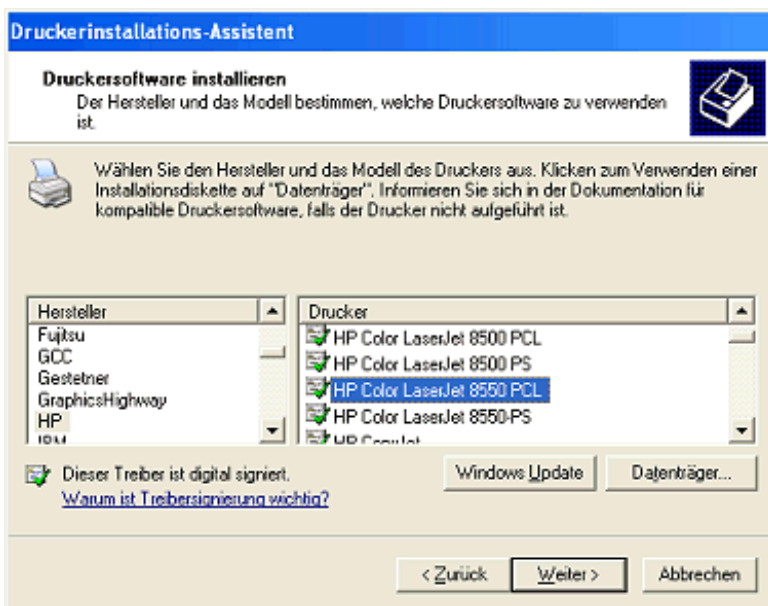 Druckerinstallations-Assistent
Druckersoftware installieren
Der Hersteller und das Modell bestimmen, welche Druckersoftware zu verwenden
ist.
Wählen Sie den Hersteller und das Modell des Druckers aus. Klicken zum Verwenden einer
Installationsdiskette auf "Datenträger". Informieren Sie sich in der Dokumentation für
kompatible Druckersoftware, falls der Drucker nicht aufgeführt ist.
Hersteller
Fujitsu
GCC
Gestetner
GraphicsHighway
HP
IBM
Drucker
HP Color LaserJet 8500 PCL
HP Color LaserJet 8500 PS
HP Color LaserJet 8550 PCL
HP Color LaserJet 8550-PS
HP CopyJet
Dieser Treiber ist digital signiert.
Warum ist Treibersignierung wichtig?
Windows Update
Datenträger...
< Zurück
Weiter >
Abbrechen